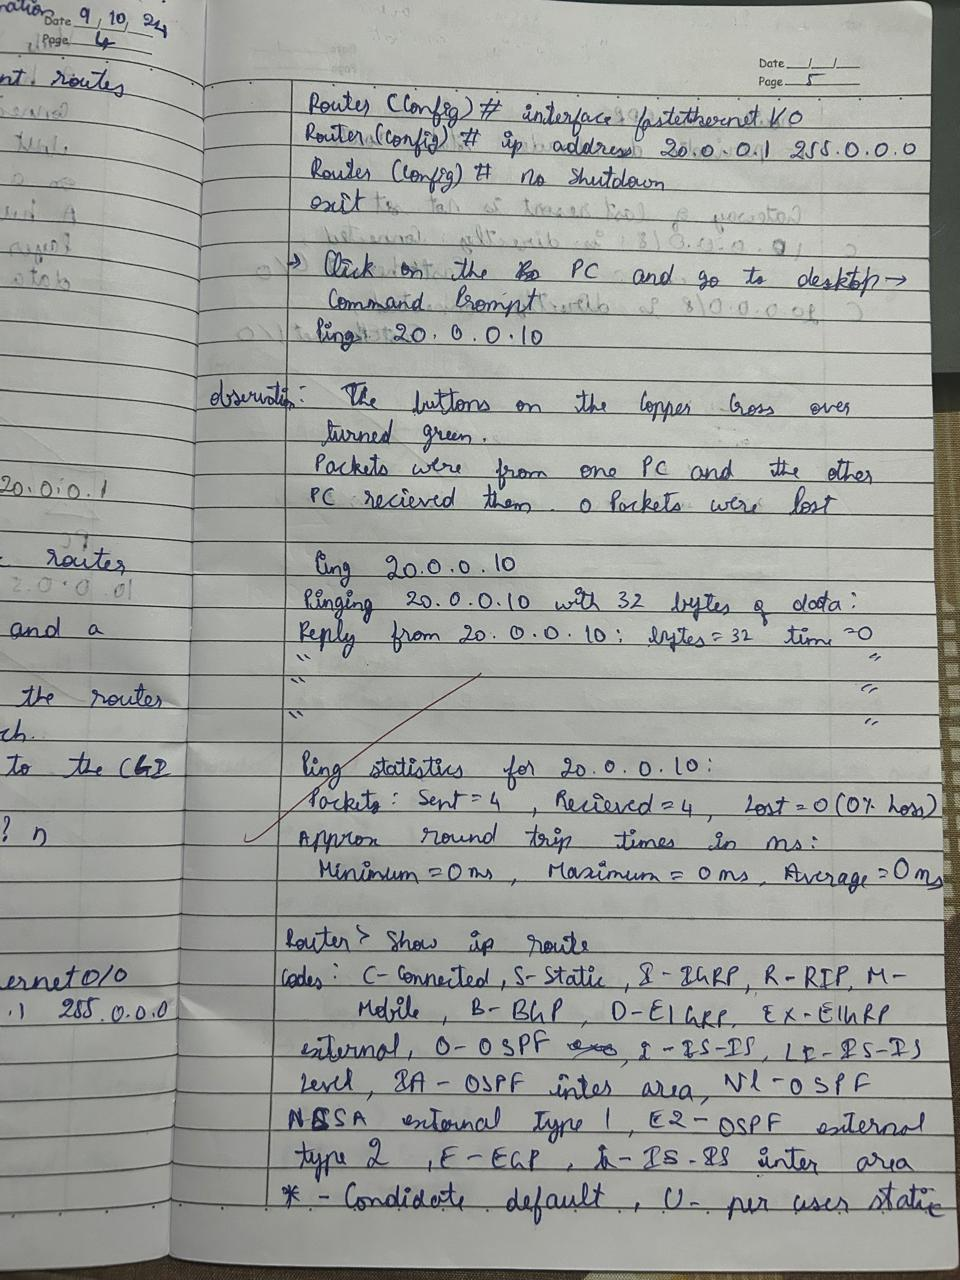 Date 9/10/24
Page 4
routes
20.0.0.1
routes
and a
the router
to the CLI
? n
0/0
.1 255.0.0.0
Date / /
Page 5
Router (Config) # interface fastethernet 1/0
Router (Config) # ip address 20.0.0.1 255.0.0.0
Router (Config) # no shutdown
exit
→ Click on the PC and go to desktop →
Command Prompt
Ping 20.0.0.10
observation: The buttons on the Copper Cross over
turned green.
Packets were from one PC and the other
PC recieved them. 0 Packets were lost
Ping 20.0.0.10
Pinging 20.0.0.10 with 32 bytes of data:
Reply from 20.0.0.10: bytes=32 time=0
" "
" "
" "
Ping statistics for 20.0.0.10:
Packets: Sent=4, Recieved=4, Lost=0 (0% Loss)
Approx round trip times in ms:
Minimum=0ms, Maximum=0ms, Average=0ms
Router> Show ip route
Codes: C-Connected, S-Static, I-IGRP, R-RIP, M-
Mobile, B-BGP, D-EIGRP, EX-EIGRP
external, O-OSPF, I-IS-IS, LI-IS-IS
Level, IA-OSPF inter area, N1-OSPF
NSSA external type 1, E2-OSPF external
type 2, E-EGP, IS-IS inter area
* - Candidate default, U- per user static